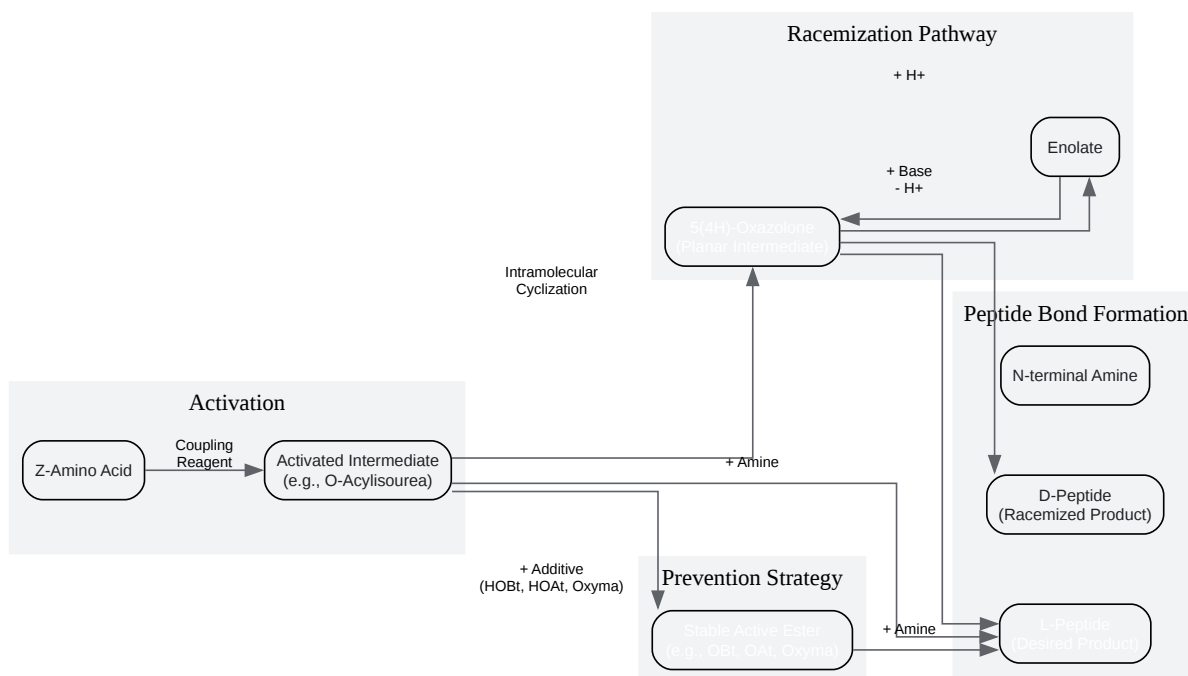 Racemization Pathway
+ H+
Enolate
+ Base
- H+
5(4H)-Oxazolone
(Planar Intermediate)
Intramolecular
Cyclization
Peptide Bond Formation
N-terminal Amine
Activation
Z-Amino Acid
Coupling
Reagent
Activated Intermediate
(e.g., O-Acylisourea)
+ Amine
D-Peptide
(Racemized Product)
+ Additive
(HOBt, HOAt, Oxyma)
Prevention Strategy
Stable Active Ester
(e.g., OBt, OAt, Oxyma)
+ Amine
L-Peptide
(Desired Product)